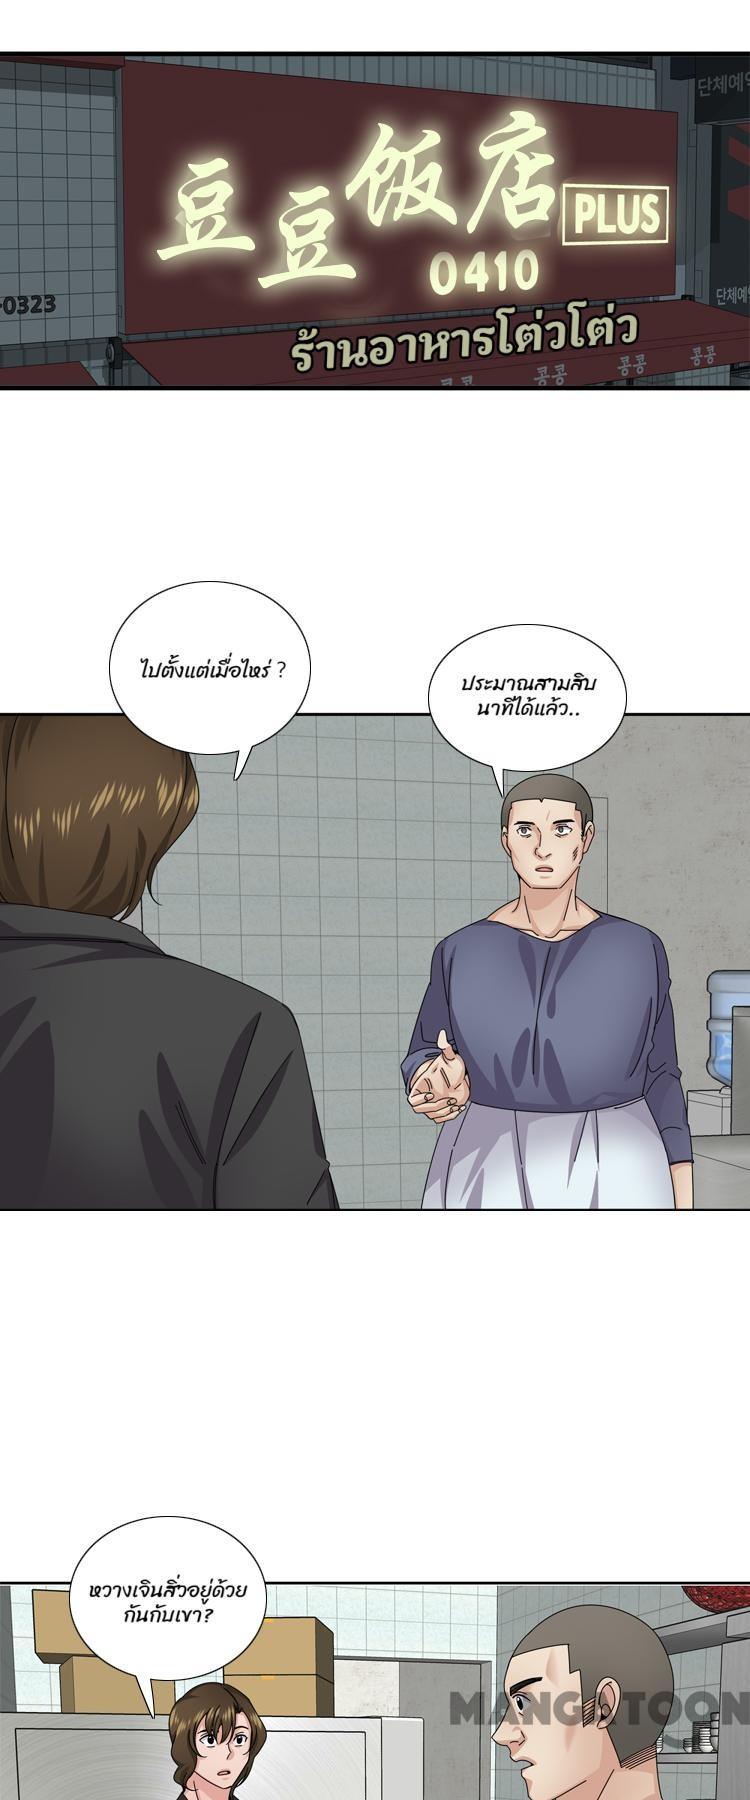 단체예약
豆豆饭店 PLUS
0410
-0323
단체예약
ร้านอาหารโต่วโต่ว
콩콩 콩콩 콩콩
ไปตั้งแต่เมื่อไหร่ ?
ประมาณสามสิบ
นาทีได้แล้ว..
หวางเจินสิ่วอยู่ด้วย
กันกับเขา?
MANGATOON